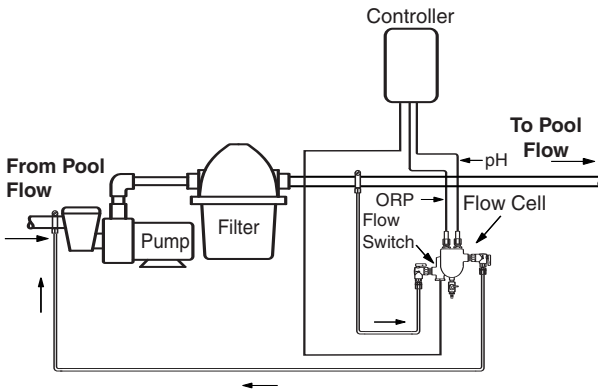 Controller
To Pool
Flow
pH
From Pool
Flow
ORP
Flow Cell
Filter
Flow
Switch
Pump